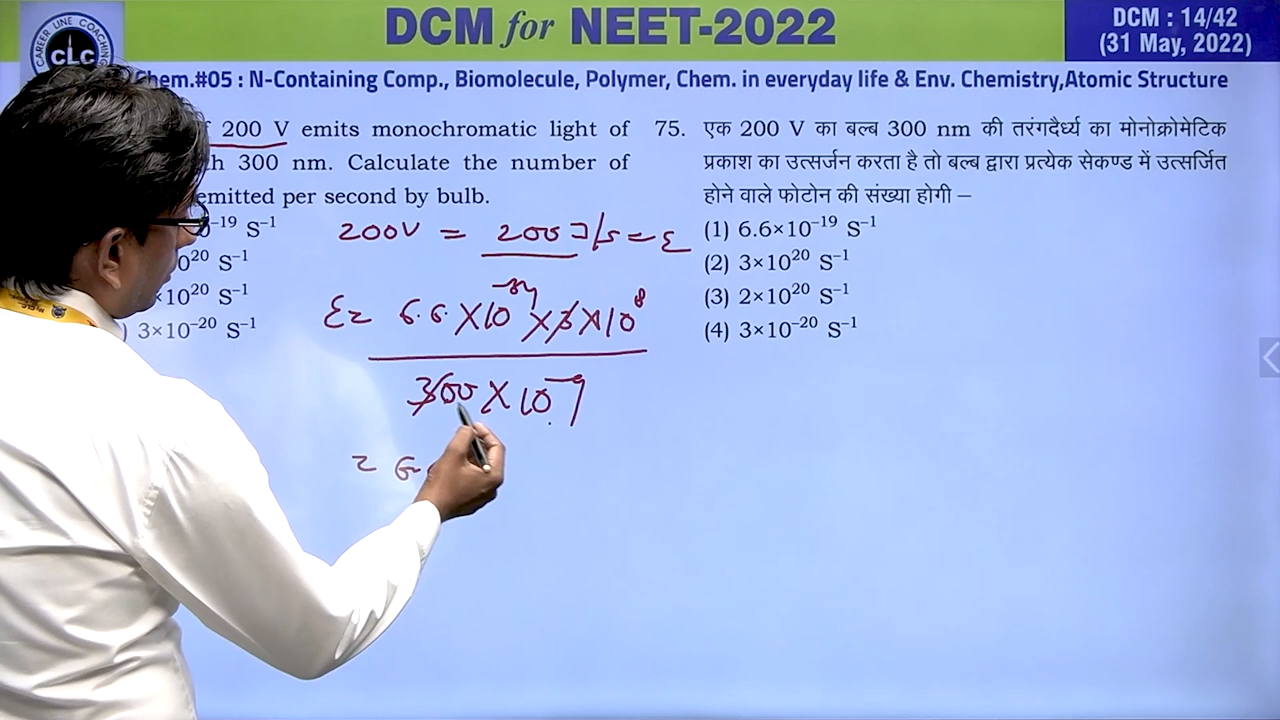 DCM for NEET-2022
DCM : 14/42
(31 May, 2022)
CAREER LINE COACHING
CLC
Chem.#05 : N-Containing Comp., Biomolecule, Polymer, Chem. in everyday life & Env. Chemistry,Atomic Structure
200 V emits monochromatic light of
300 nm. Calculate the number of
emitted per second by bulb.
⁻¹⁹ S⁻¹
0²⁰ S⁻¹
×10²⁰ S⁻¹
) 3×10⁻²⁰ S⁻¹
75. एक 200 V का बल्ब 300 nm की तरंगदैर्ध्य का मोनोक्रोमेटिक
प्रकाश का उत्सर्जन करता है तो बल्ब द्वारा प्रत्येक सेकण्ड में उत्सर्जित
होने वाले फोटोन की संख्या होगी –
(1) 6.6×10⁻¹⁹ S⁻¹
(2) 3×10²⁰ S⁻¹
(3) 2×10²⁰ S⁻¹
(4) 3×10⁻²⁰ S⁻¹
200V = 200 J/s = E
E = 6.6 × 10⁻³⁴ × 3 × 10⁸
300 × 10⁻⁹
= 6.